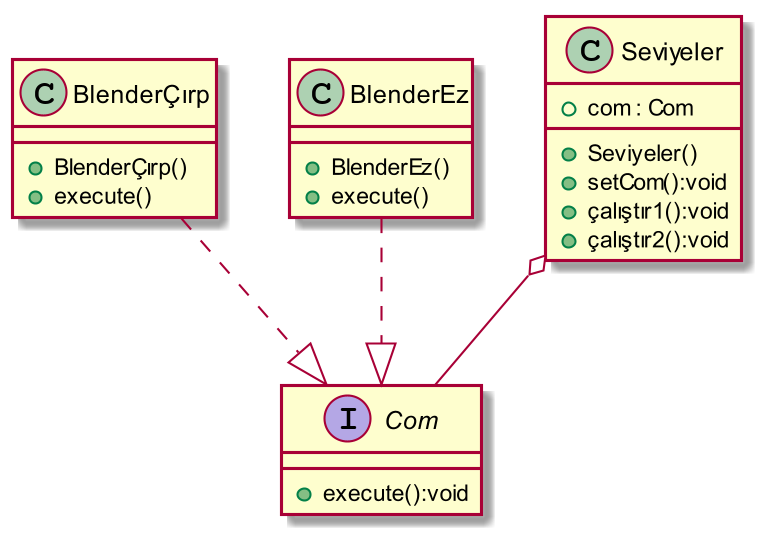 C BlenderÇırp
BlenderÇırp()
execute()
C BlenderEz
BlenderEz()
execute()
C Seviyeler
com : Com
Seviyeler()
setCom():void
çalıştır1():void
çalıştır2():void
I Com
execute():void